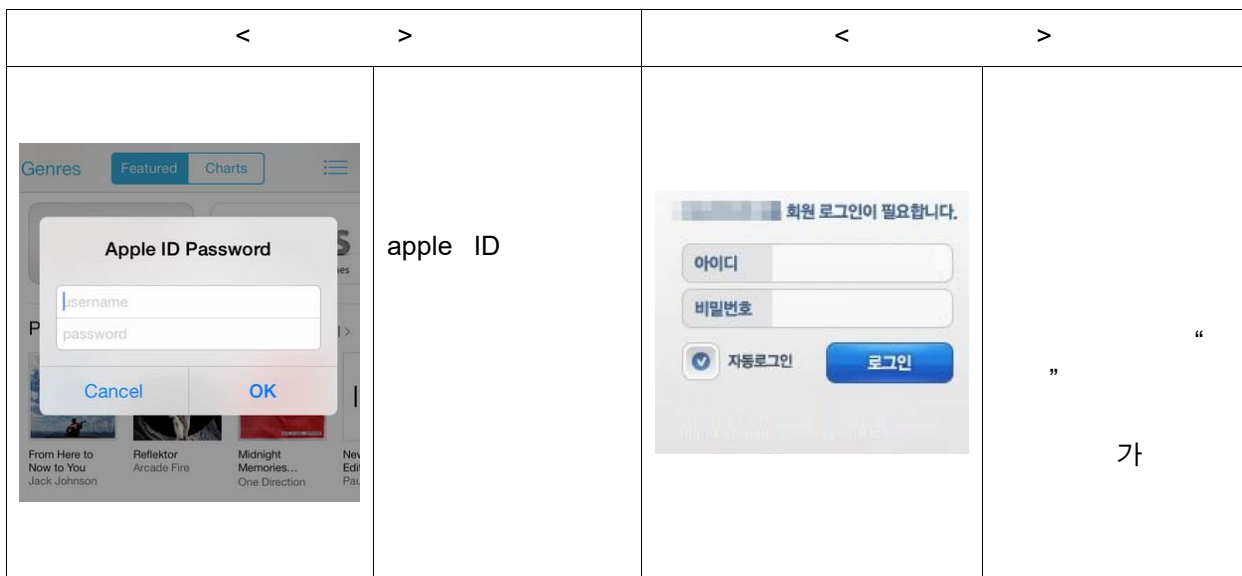 < >
< >
Genres Featured Charts
Apple ID Password
username
password
Cancel OK
From Here to
Now to You
Jack Johnson
Reflektor
Arcade Fire
Midnight
Memories...
One Direction
apple ID
회원 로그인이 필요합니다.
아이디
비밀번호
자동로그인 로그인
“
”
가